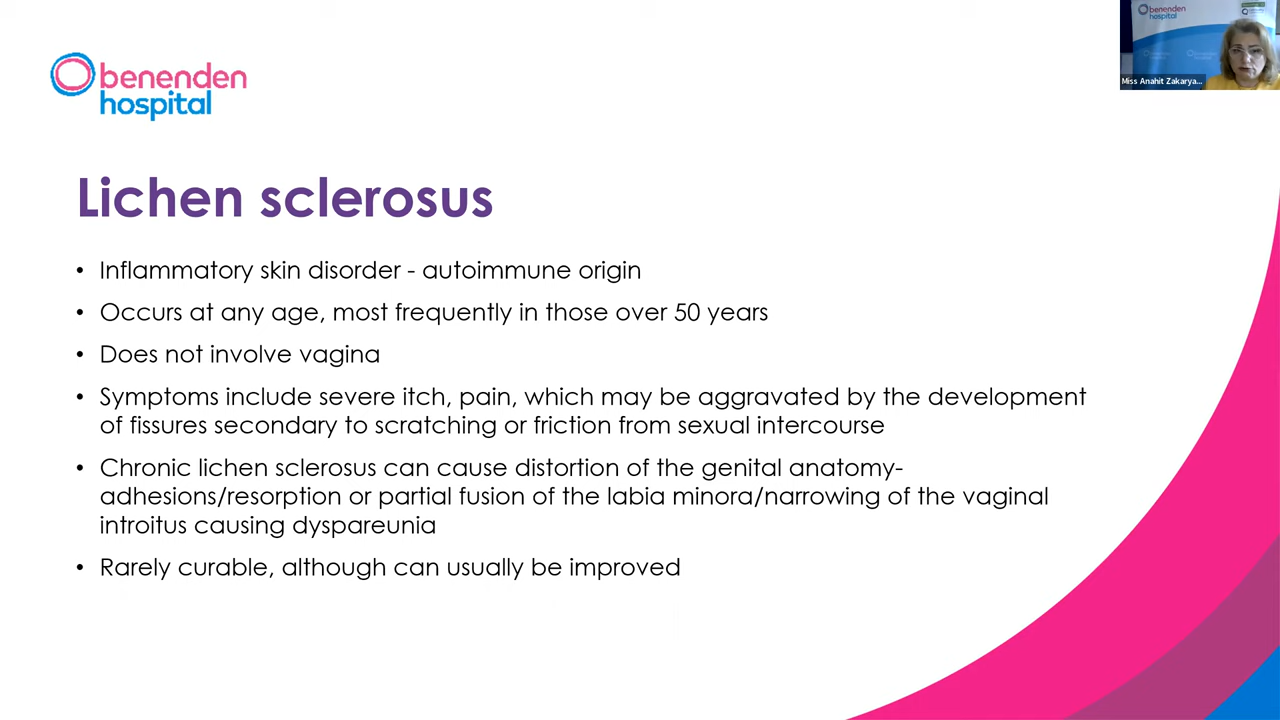 benenden
hospital
benenden
hospital
Miss Anahit Zakarya...
Lichen sclerosus
• Inflammatory skin disorder - autoimmune origin
• Occurs at any age, most frequently in those over 50 years
• Does not involve vagina
• Symptoms include severe itch, pain, which may be aggravated by the development
of fissures secondary to scratching or friction from sexual intercourse
• Chronic lichen sclerosus can cause distortion of the genital anatomy-
adhesions/resorption or partial fusion of the labia minora/narrowing of the vaginal
introitus causing dyspareunia
• Rarely curable, although can usually be improved